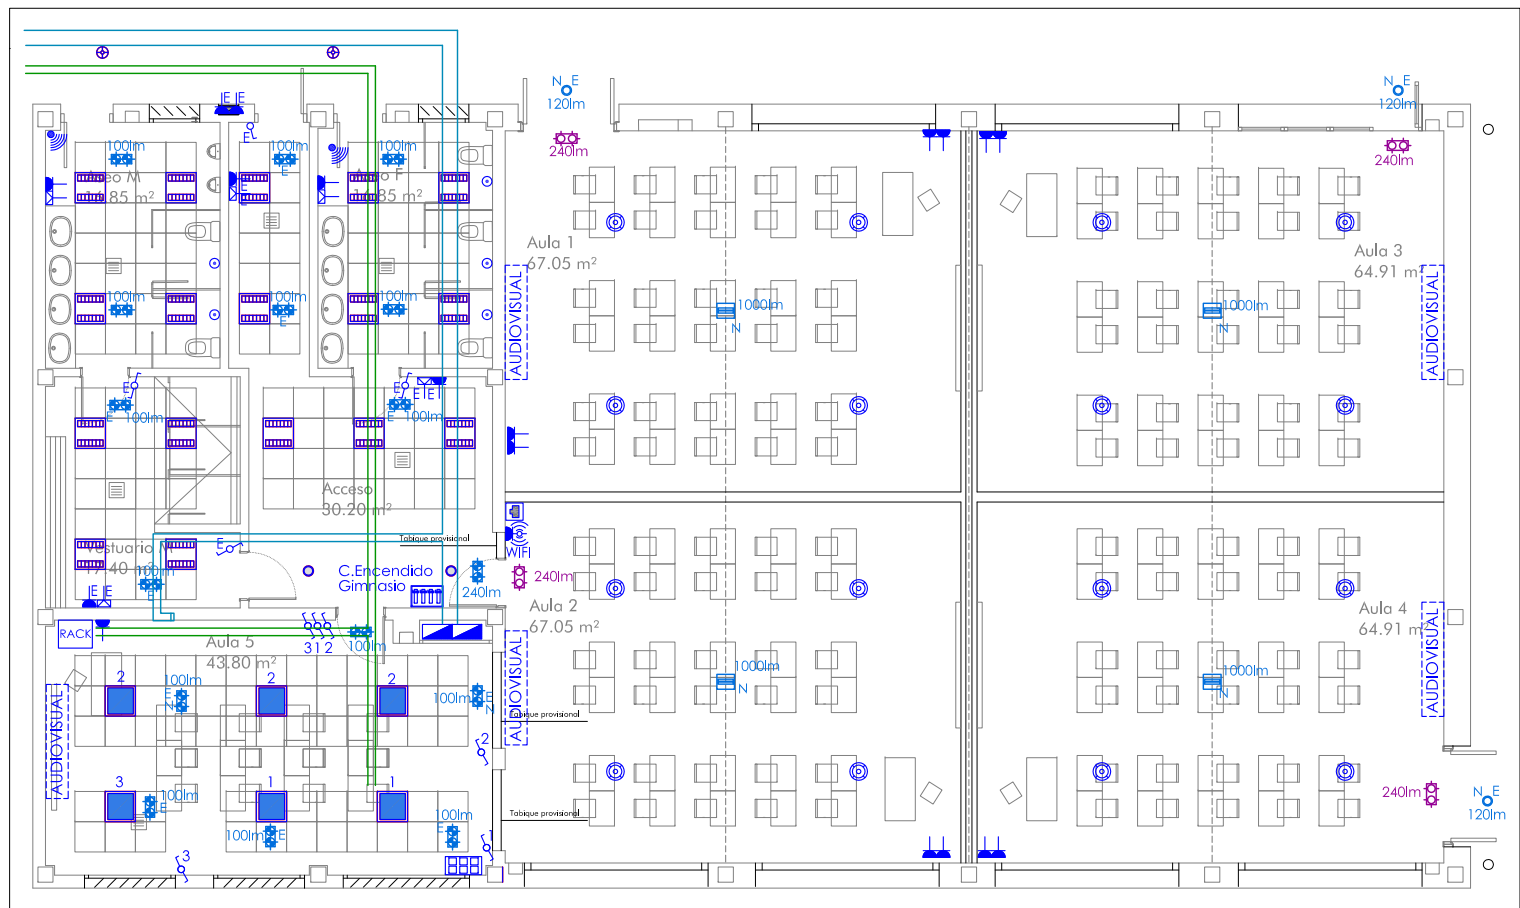 N E
120lm
240lm
N E
120lm
240lm
E E
E
100lm
100lm
E
100lm
Aseo M
16.85 m²
Aseo F
16.85 m²
E
E
Aula 1
67.05 m²
Aula 3
64.91 m²
AUDIOVISUAL
AUDIOVISUAL
100lm
100lm
E
100lm
1000lm
N
1000lm
N
E
E
E E
E
100lm
E
100lm
Acceso
30.20 m²
Tabique provisional
E
Vestuario M
17.40 m²
100lm
E
E E
WIFI
C.Encendido
Gimnasio
240lm
240lm
Aula 2
67.05 m²
Aula 4
64.91 m²
RACK
Aula 5
43.80 m²
3 1 2
100lm
AUDIOVISUAL
AUDIOVISUAL
1000lm
N
1000lm
N
2
2
2
100lm
E
N
100lm
E
N
Tabique provisional
AUDIOVISUAL
2
3
1
1
100lm
E
100lm
E
100lm
E
1
3
Tabique provisional
240lm
N E
120lm